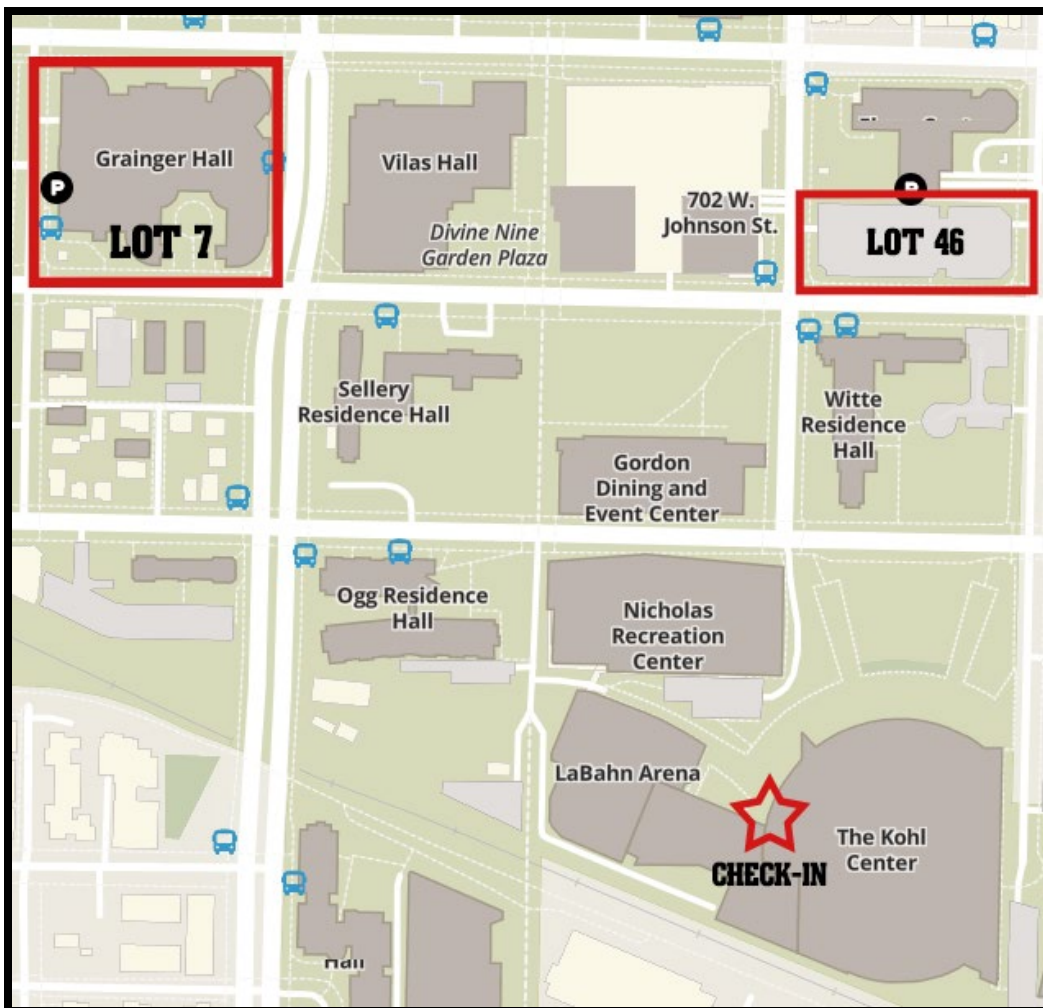 Grainger Hall
P
LOT 7
Vilas Hall
Divine Nine
Garden Plaza
702 W.
Johnson St.
P
LOT 46
Sellery
Residence Hall
Witte
Residence
Hall
Gordon
Dining and
Event Center
Ogg Residence
Hall
Nicholas
Recreation
Center
LaBahn Arena
The Kohl
Center
CHECK-IN
Hall